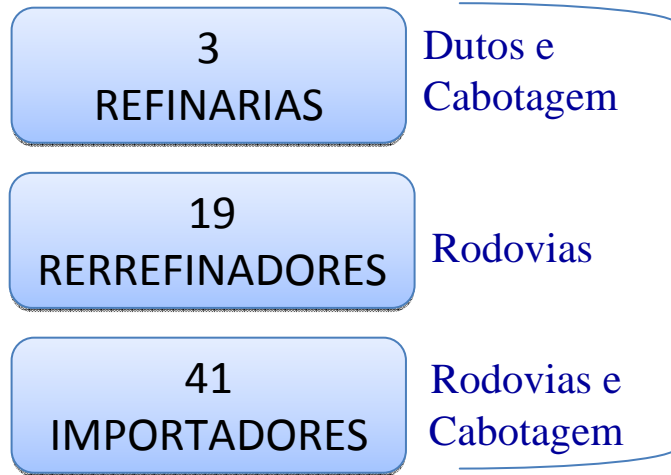 3
REFINARIAS
Dutos e
Cabotagem
19
RERREFINADORES
Rodovias
41
IMPORTADORES
Rodovias e
Cabotagem